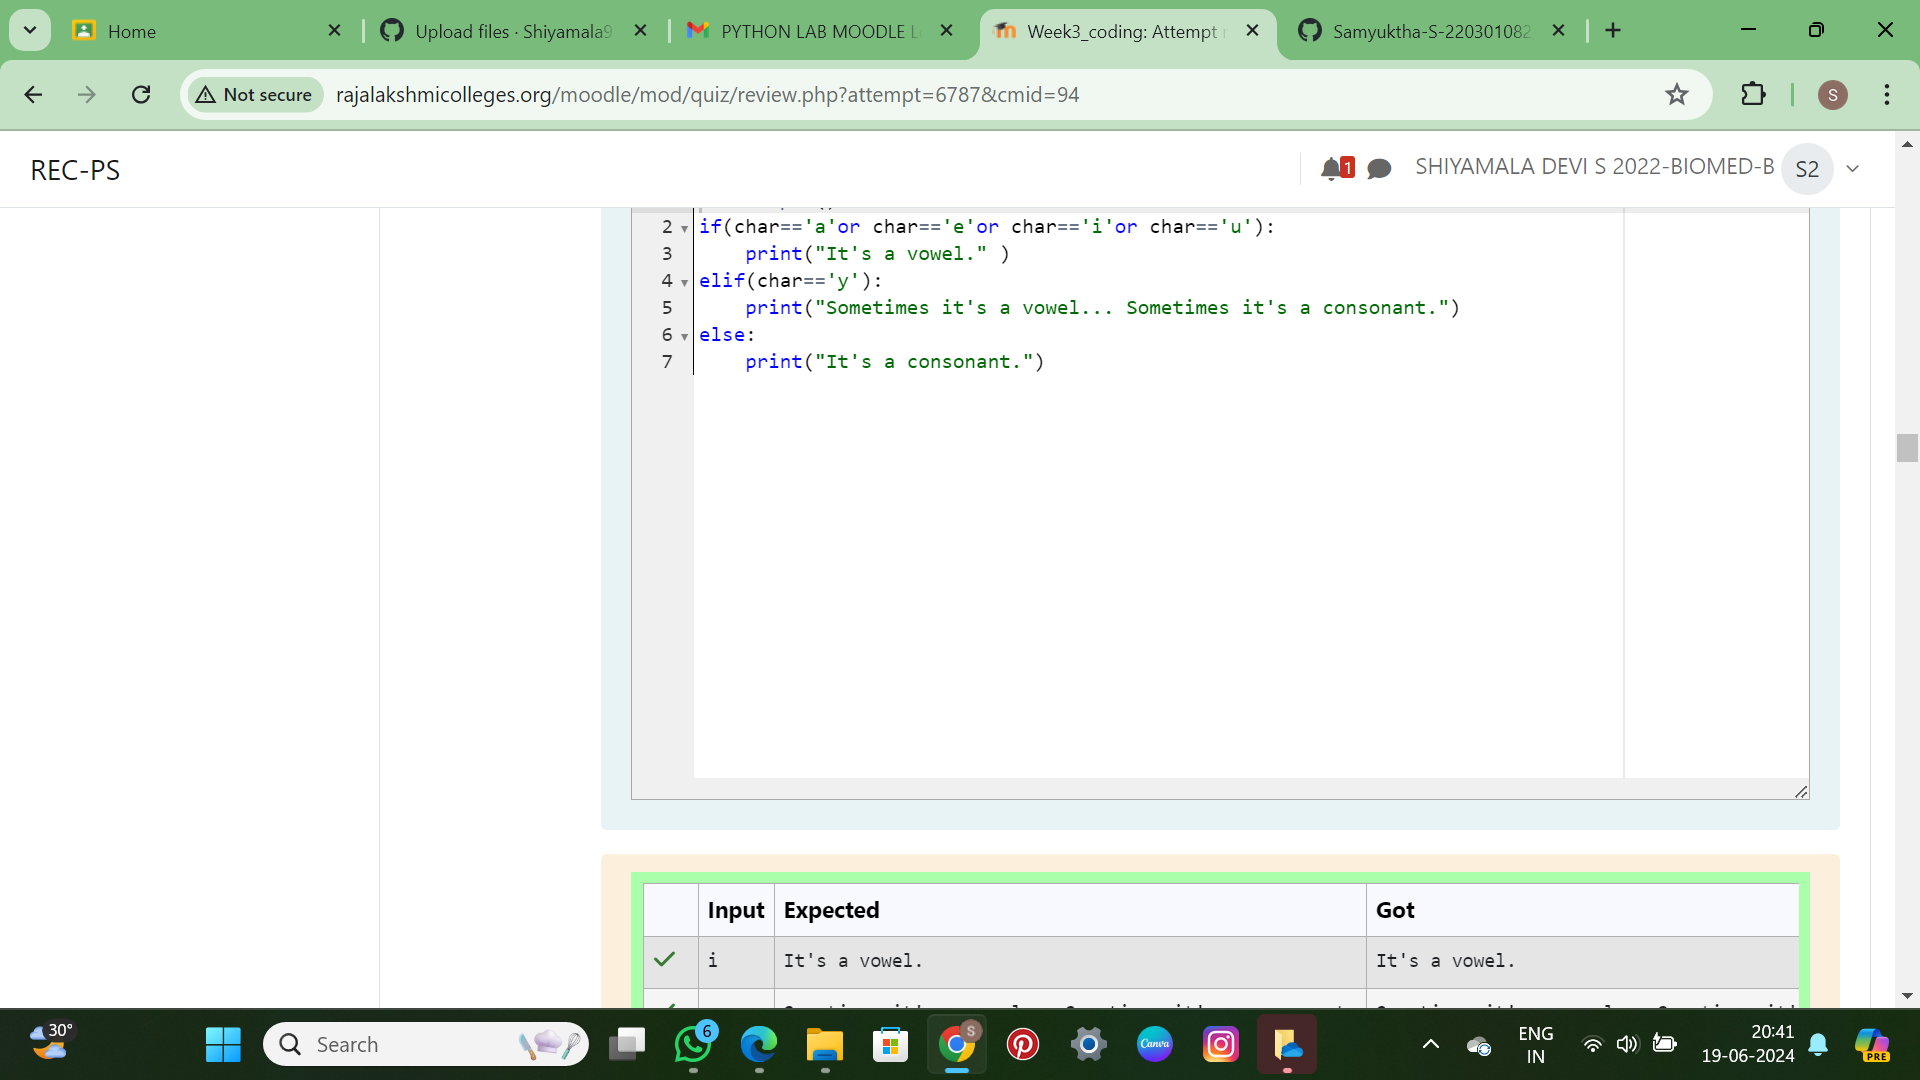 Home
Upload files · Shiyamala9
PYTHON LAB MOODLE L
Week3_coding: Attempt r
Samyuktha-S-220301082
Not secure
rajalakshmicolleges.org/moodle/mod/quiz/review.php?attempt=6787&cmid=94
S
REC-PS
1
SHIYAMALA DEVI S 2022-BIOMED-B
S2
2 if(char=='a'or char=='e'or char=='i'or char=='u'):
3 print("It's a vowel." )
4 elif(char=='y'):
5 print("Sometimes it's a vowel... Sometimes it's a consonant.")
6 else:
7 print("It's a consonant.")
Input Expected Got
i It's a vowel. It's a vowel.
30°
Search
6
S
Canva
ENG
IN
20:41
19-06-2024
PRE